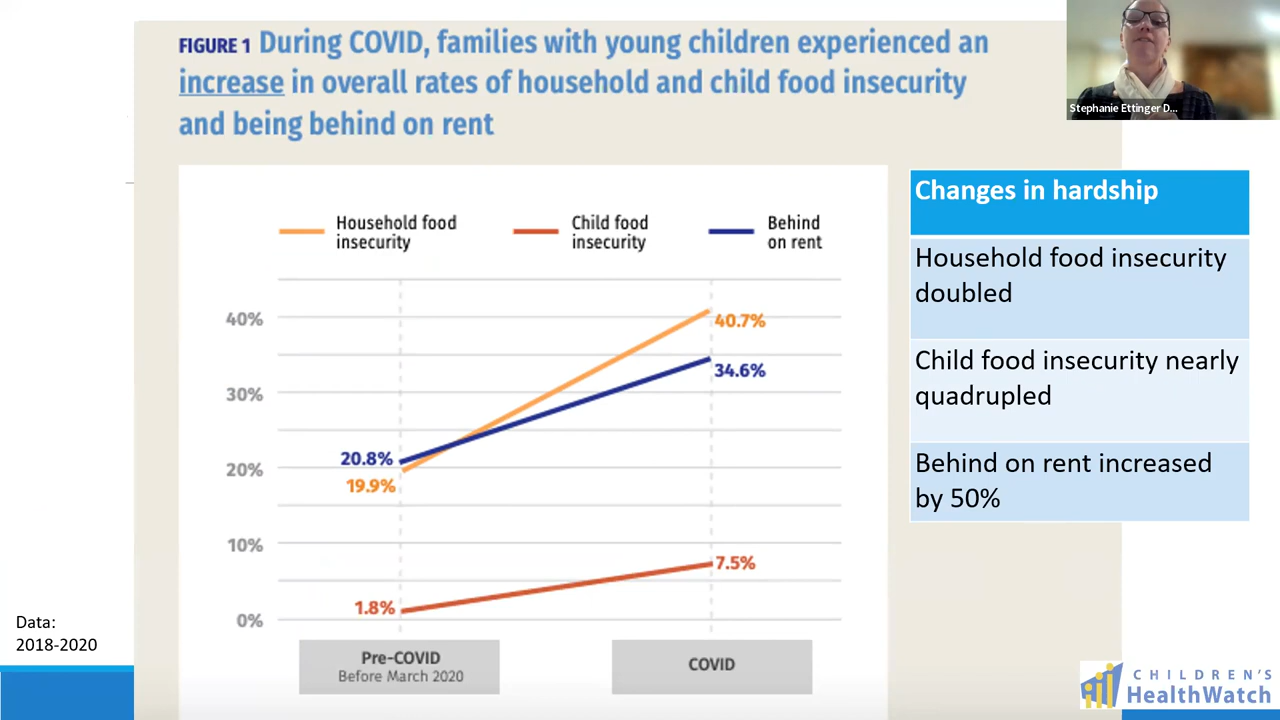 FIGURE 1 During COVID, families with young children experienced an
increase in overall rates of household and child food insecurity
and being behind on rent
Stephanie Ettinger D...
Household food
insecurity
Child food
insecurity
Behind
on rent
40%
30%
20%
10%
0%
40.7%
34.6%
20.8%
19.9%
7.5%
1.8%
Pre-COVID
Before March 2020
COVID
Changes in hardship
Household food insecurity
doubled
Child food insecurity nearly
quadrupled
Behind on rent increased
by 50%
Data:
2018-2020
CHILDREN'S
HealthWatch